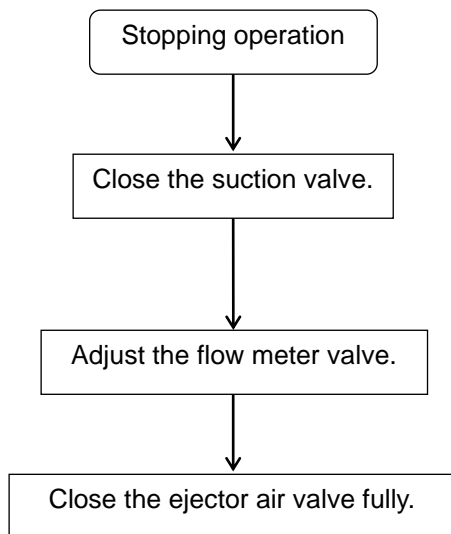 Stopping operation
Close the suction valve.
Adjust the flow meter valve.
Close the ejector air valve fully.